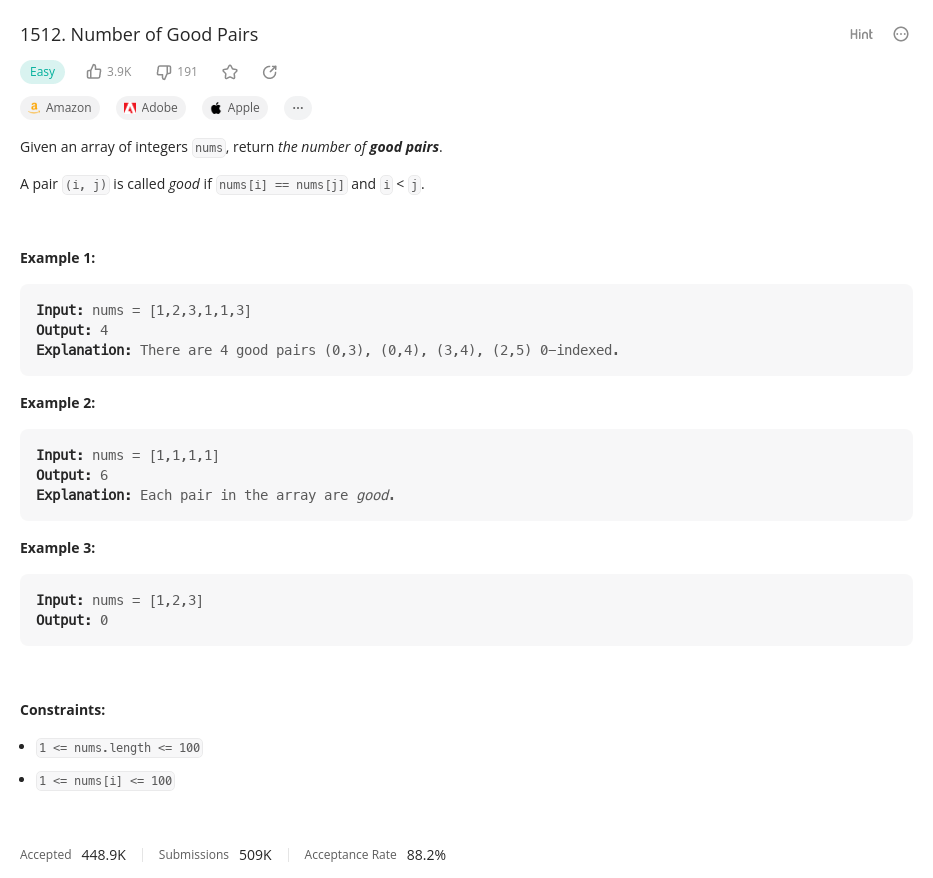 1512. Number of Good Pairs
Hint
Easy 3.9K 191
Amazon Adobe Apple ...
Given an array of integers nums, return the number of good pairs.
A pair (i, j) is called good if nums[i] == nums[j] and i < j.
Example 1:
Input: nums = [1,2,3,1,1,3]
Output: 4
Explanation: There are 4 good pairs (0,3), (0,4), (3,4), (2,5) 0-indexed.
Example 2:
Input: nums = [1,1,1,1]
Output: 6
Explanation: Each pair in the array are good.
Example 3:
Input: nums = [1,2,3]
Output: 0
Constraints:
1 <= nums.length <= 100
1 <= nums[i] <= 100
Accepted 448.9K Submissions 509K Acceptance Rate 88.2%